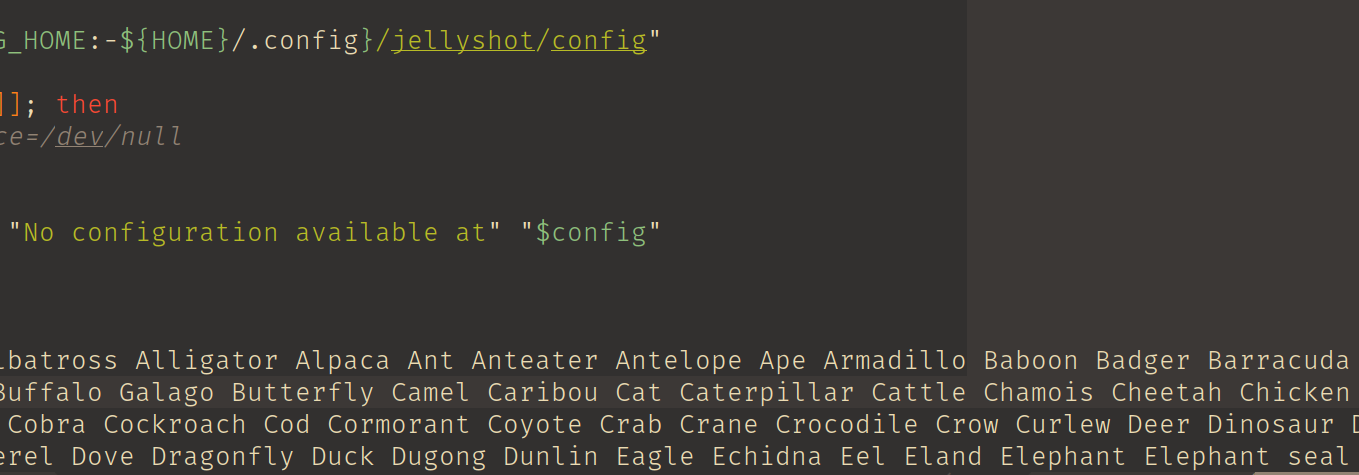 G_HOME:-${HOME}/.config}/jellyshot/config"
]]; then
ce=/dev/null
"No configuration available at" "$config"
lbatross Alligator Alpaca Ant Anteater Antelope Ape Armadillo Baboon Badger Barracuda
Buffalo Galago Butterfly Camel Caribou Cat Caterpillar Cattle Chamois Cheetah Chicken
Cobra Cockroach Cod Cormorant Coyote Crab Crane Crocodile Crow Curlew Deer Dinosaur D
erel Dove Dragonfly Duck Dugong Dunlin Eagle Echidna Eel Eland Elephant Elephant seal